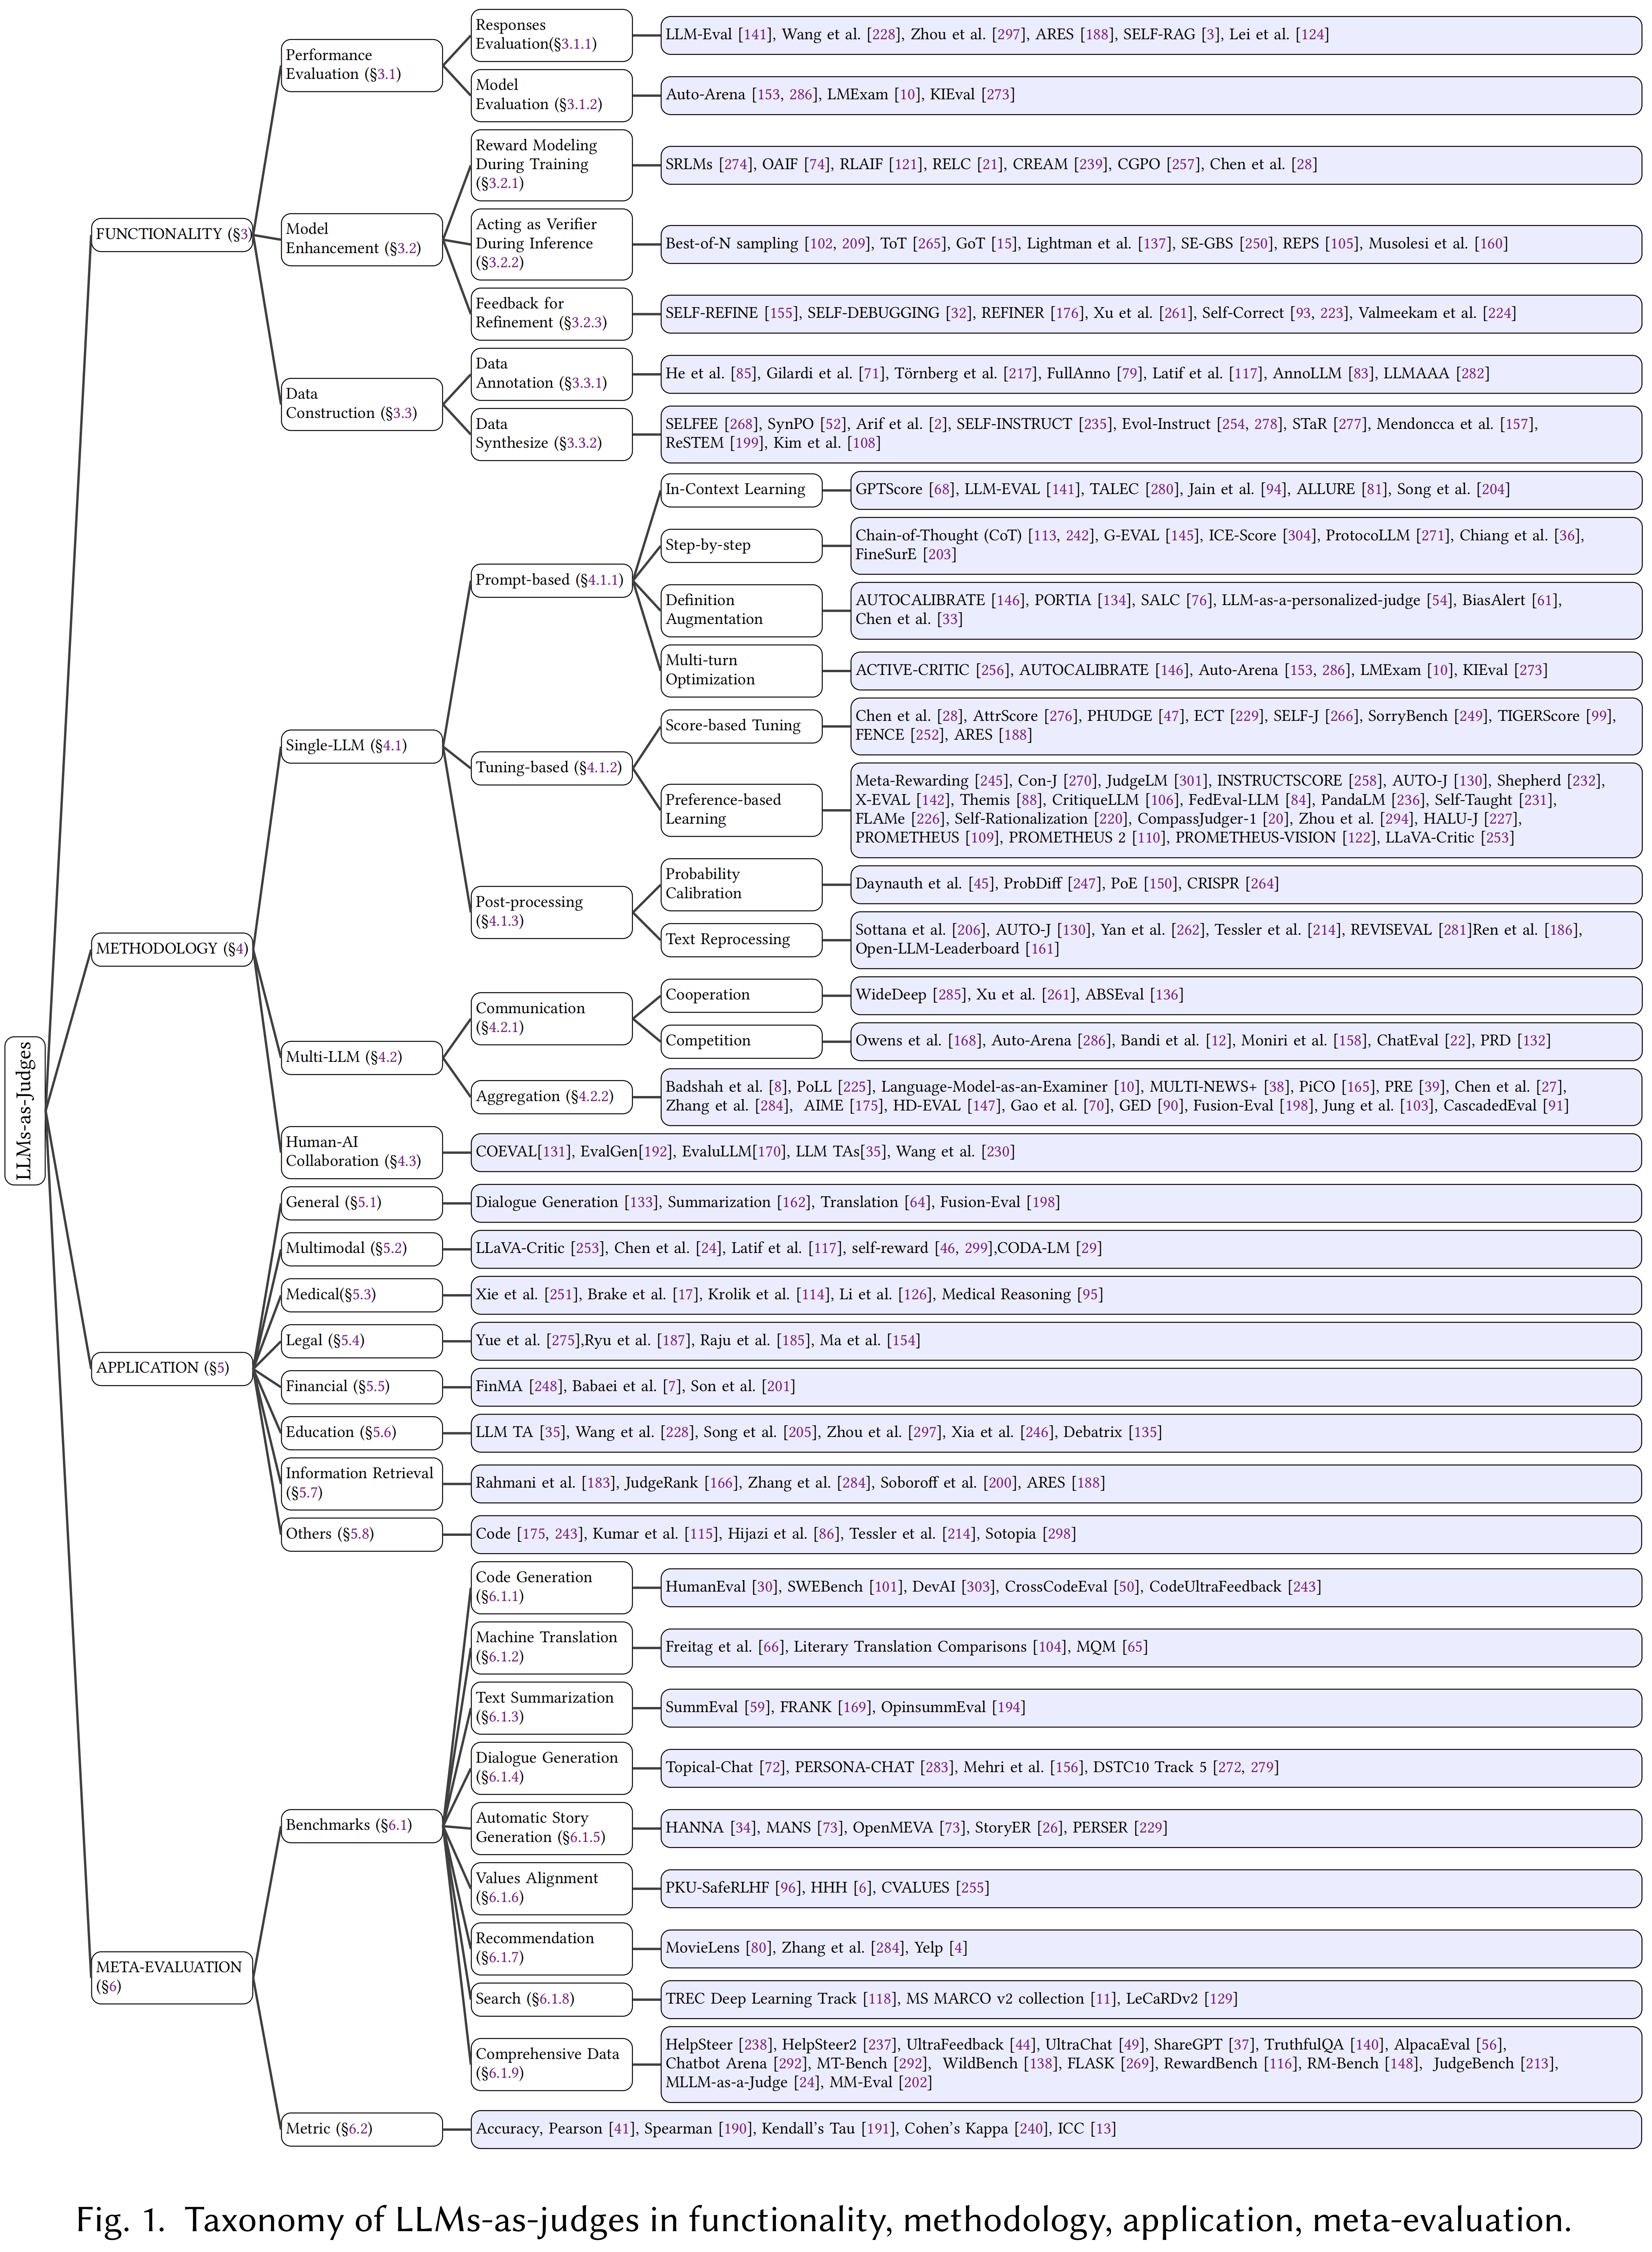 LLMs-as-Judges
FUNCTIONALITY (§3)
Performance
Evaluation (§3.1)
Responses
Evaluation(§3.1.1)
LLM-Eval [141], Wang et al. [228], Zhou et al. [297], ARES [188], SELF-RAG [3], Lei et al. [124]
Model
Evaluation (§3.1.2)
Auto-Arena [153, 286], LMExam [10], KIEval [273]
Model
Enhancement (§3.2)
Reward Modeling
During Training
(§3.2.1)
SRLMs [274], OAIF [74], RLAIF [121], RELC [21], CREAM [239], CGPO [257], Chen et al. [28]
Acting as Verifier
During Inference
(§3.2.2)
Best-of-N sampling [102, 209], ToT [265], GoT [15], Lightman et al. [137], SE-GBS [250], REPS [105], Musolesi et al. [160]
Feedback for
Refinement (§3.2.3)
SELF-REFINE [155], SELF-DEBUGGING [32], REFINER [176], Xu et al. [261], Self-Correct [93, 223], Valmeekam et al. [224]
Data
Construction (§3.3)
Data
Annotation (§3.3.1)
He et al. [85], Gilardi et al. [71], Törnberg et al. [217], FullAnno [79], Latif et al. [117], AnnoLLM [83], LLMAAA [282]
Data
Synthesize (§3.3.2)
SELFEE [268], SynPO [52], Arif et al. [2], SELF-INSTRUCT [235], Evol-Instruct [254, 278], STaR [277], Mendoncca et al. [157],
ReSTEM [199], Kim et al. [108]
METHODOLOGY (§4)
Single-LLM (§4.1)
Prompt-based (§4.1.1)
In-Context Learning
GPTScore [68], LLM-EVAL [141], TALEC [280], Jain et al. [94], ALLURE [81], Song et al. [204]
Step-by-step
Chain-of-Thought (CoT) [113, 242], G-EVAL [145], ICE-Score [304], ProtocoLLM [271], Chiang et al. [36],
FineSurE [203]
Definition
Augmentation
AUTOCALIBRATE [146], PORTIA [134], SALC [76], LLM-as-a-personalized-judge [54], BiasAlert [61],
Chen et al. [33]
Multi-turn
Optimization
ACTIVE-CRITIC [256], AUTOCALIBRATE [146], Auto-Arena [153, 286], LMExam [10], KIEval [273]
Tuning-based (§4.1.2)
Score-based Tuning
Chen et al. [28], AttrScore [276], PHUDGE [47], ECT [229], SELF-J [266], SorryBench [249], TIGERScore [99],
FENCE [252], ARES [188]
Preference-based
Learning
Meta-Rewarding [245], Con-J [270], JudgeLM [301], INSTRUCTSCORE [258], AUTO-J [130], Shepherd [232],
X-EVAL [142], Themis [88], CritiqueLLM [106], FedEval-LLM [84], PandaLM [236], Self-Taught [231],
FLAMe [226], Self-Rationalization [220], CompassJudger-1 [20], Zhou et al. [294], HALU-J [227],
PROMETHEUS [109], PROMETHEUS 2 [110], PROMETHEUS-VISION [122], LLaVA-Critic [253]
Post-processing
(§4.1.3)
Probability
Calibration
Daynauth et al. [45], ProbDiff [247], PoE [150], CRISPR [264]
Text Reprocessing
Sottana et al. [206], AUTO-J [130], Yan et al. [262], Tessler et al. [214], REVISEVAL [281]Ren et al. [186],
Open-LLM-Leaderboard [161]
Multi-LLM (§4.2)
Communication
(§4.2.1)
Cooperation
WideDeep [285], Xu et al. [261], ABSEval [136]
Competition
Owens et al. [168], Auto-Arena [286], Bandi et al. [12], Moniri et al. [158], ChatEval [22], PRD [132]
Aggregation (§4.2.2)
Badshah et al. [8], PoLL [225], Language-Model-as-an-Examiner [10], MULTI-NEWS+ [38], PiCO [165], PRE [39], Chen et al. [27],
Zhang et al. [284], AIME [175], HD-EVAL [147], Gao et al. [70], GED [90], Fusion-Eval [198], Jung et al. [103], CascadedEval [91]
Human-AI
Collaboration (§4.3)
COEVAL[131], EvalGen[192], EvaluLLM[170], LLM TAs[35], Wang et al. [230]
APPLICATION (§5)
General (§5.1)
Dialogue Generation [133], Summarization [162], Translation [64], Fusion-Eval [198]
Multimodal (§5.2)
LLaVA-Critic [253], Chen et al. [24], Latif et al. [117], self-reward [46, 299],CODA-LM [29]
Medical(§5.3)
Xie et al. [251], Brake et al. [17], Krolik et al. [114], Li et al. [126], Medical Reasoning [95]
Legal (§5.4)
Yue et al. [275],Ryu et al. [187], Raju et al. [185], Ma et al. [154]
Financial (§5.5)
FinMA [248], Babaei et al. [7], Son et al. [201]
Education (§5.6)
LLM TA [35], Wang et al. [228], Song et al. [205], Zhou et al. [297], Xia et al. [246], Debatrix [135]
Information Retrieval
(§5.7)
Rahmani et al. [183], JudgeRank [166], Zhang et al. [284], Soboroff et al. [200], ARES [188]
Others (§5.8)
Code [175, 243], Kumar et al. [115], Hijazi et al. [86], Tessler et al. [214], Sotopia [298]
META-EVALUATION
(§6)
Benchmarks (§6.1)
Code Generation
(§6.1.1)
HumanEval [30], SWEBench [101], DevAI [303], CrossCodeEval [50], CodeUltraFeedback [243]
Machine Translation
(§6.1.2)
Freitag et al. [66], Literary Translation Comparisons [104], MQM [65]
Text Summarization
(§6.1.3)
SummEval [59], FRANK [169], OpinsummEval [194]
Dialogue Generation
(§6.1.4)
Topical-Chat [72], PERSONA-CHAT [283], Mehri et al. [156], DSTC10 Track 5 [272, 279]
Automatic Story
Generation (§6.1.5)
HANNA [34], MANS [73], OpenMEVA [73], StoryER [26], PERSER [229]
Values Alignment
(§6.1.6)
PKU-SafeRLHF [96], HHH [6], CVALUES [255]
Recommendation
(§6.1.7)
MovieLens [80], Zhang et al. [284], Yelp [4]
Search (§6.1.8)
TREC Deep Learning Track [118], MS MARCO v2 collection [11], LeCaRDv2 [129]
Comprehensive Data
(§6.1.9)
HelpSteer [238], HelpSteer2 [237], UltraFeedback [44], UltraChat [49], ShareGPT [37], TruthfulQA [140], AlpacaEval [56],
Chatbot Arena [292], MT-Bench [292], WildBench [138], FLASK [269], RewardBench [116], RM-Bench [148], JudgeBench [213],
MLLM-as-a-Judge [24], MM-Eval [202]
Metric (§6.2)
Accuracy, Pearson [41], Spearman [190], Kendall's Tau [191], Cohen's Kappa [240], ICC [13]
Fig. 1. Taxonomy of LLMs-as-judges in functionality, methodology, application, meta-evaluation.